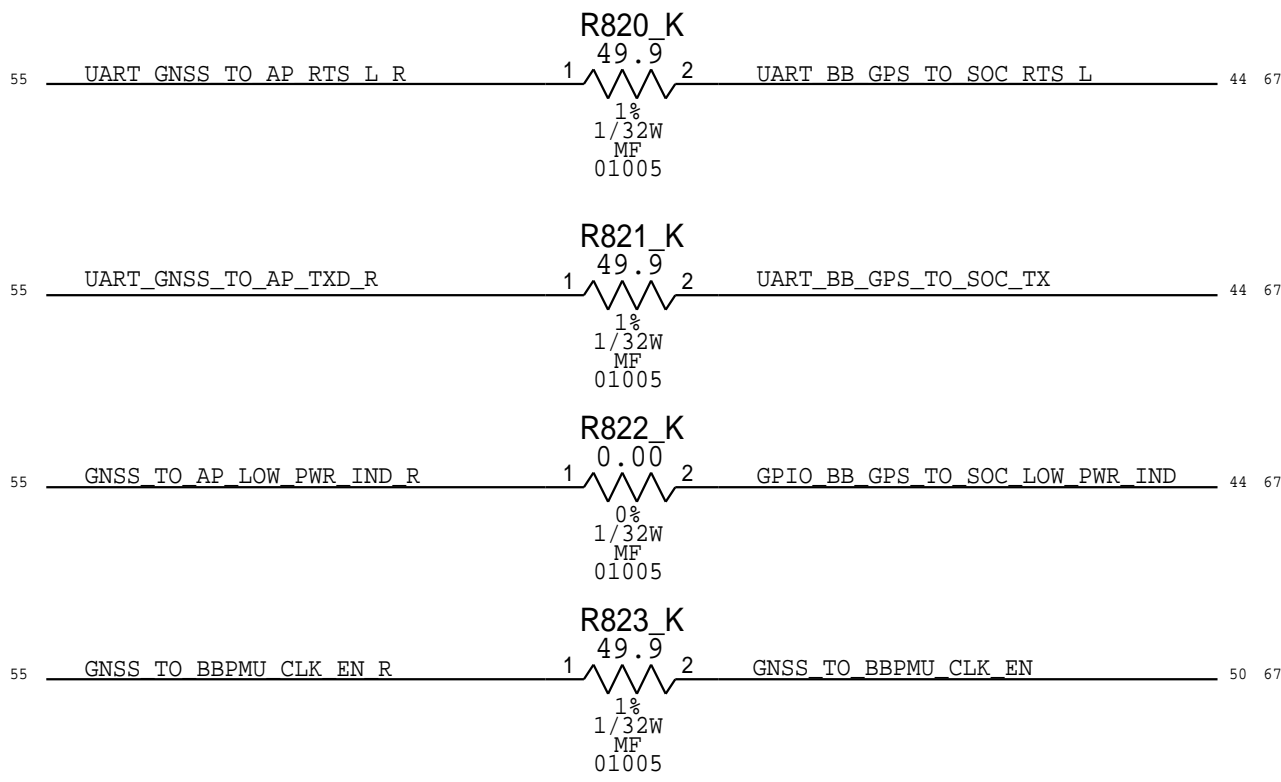 R820_K
49.9
55 UART_GNSS_TO_AP_RTS_L_R 1 2 UART_BB_GPS_TO_SOC_RTS_L 44 67
1%
1/32W
MF
01005
R821_K
49.9
55 UART_GNSS_TO_AP_TXD_R 1 2 UART_BB_GPS_TO_SOC_TX 44 67
1%
1/32W
MF
01005
R822_K
0.00
55 GNSS_TO_AP_LOW_PWR_IND_R 1 2 GPIO_BB_GPS_TO_SOC_LOW_PWR_IND 44 67
0%
1/32W
MF
01005
R823_K
49.9
55 GNSS_TO_BBPMU_CLK_EN_R 1 2 GNSS_TO_BBPMU_CLK_EN 50 67
1%
1/32W
MF
01005